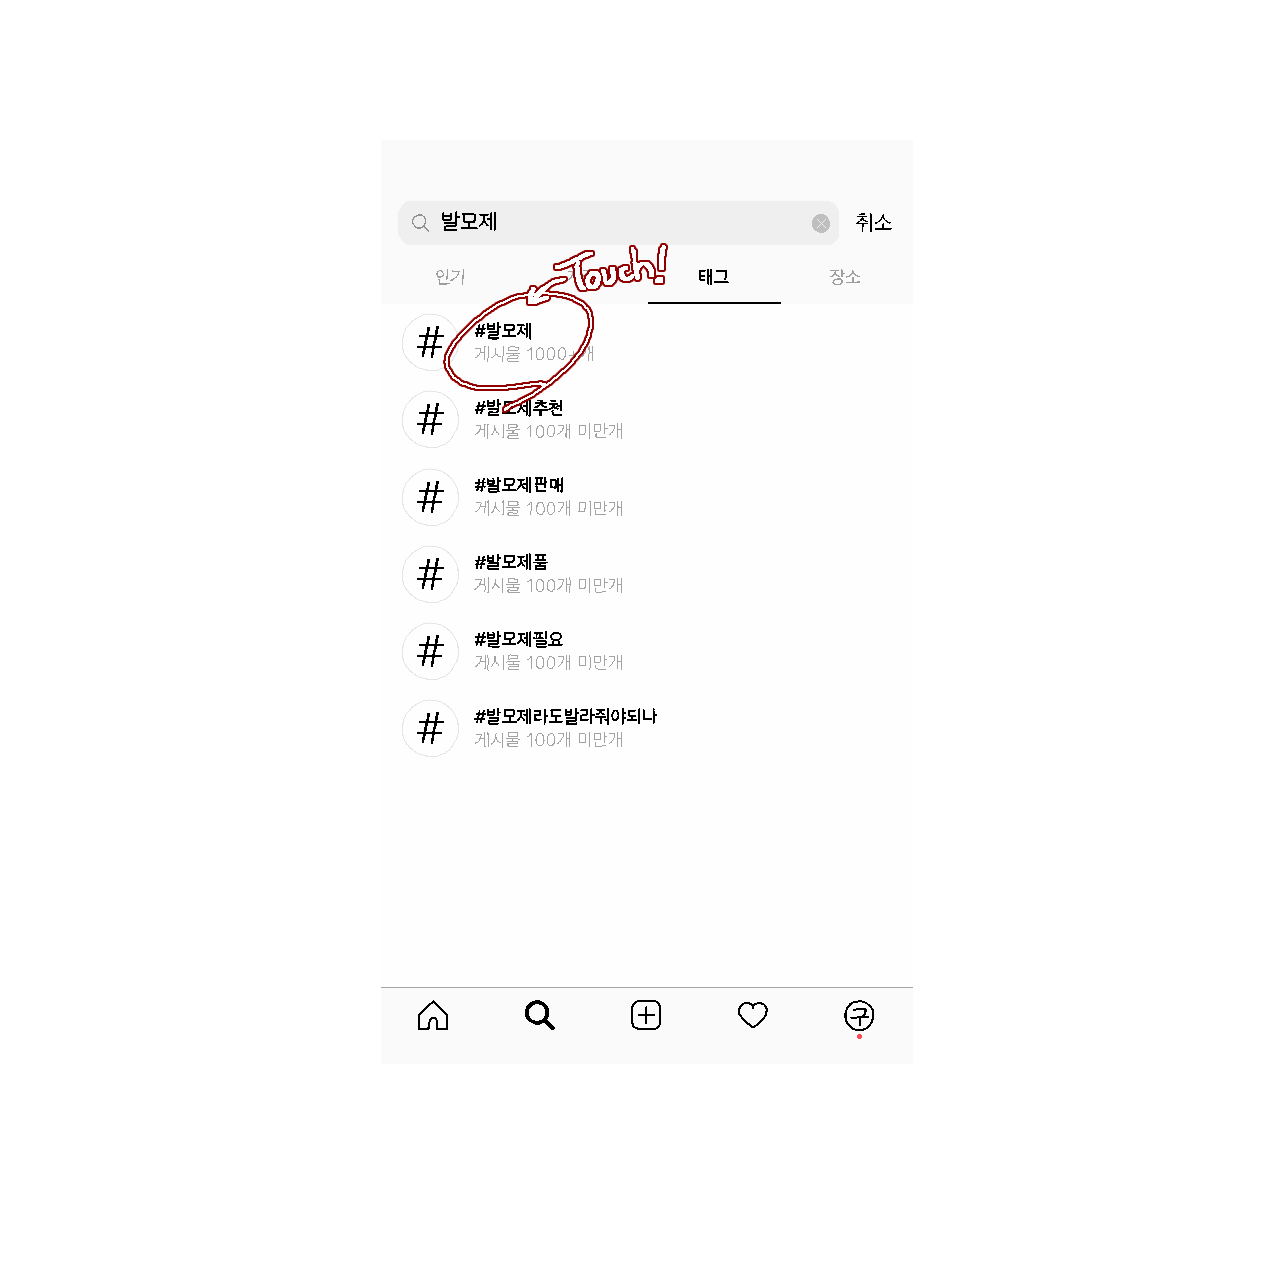 발모제
취소
Touch!
인기
태그
장소
#발모제
게시물 1000+개
#발모제추천
게시물 100개 미만개
#발모제판매
게시물 100개 미만개
#발모제품
게시물 100개 미만개
#발모제필요
게시물 100개 미만개
#발모제라도발라줘야되나
게시물 100개 미만개
구